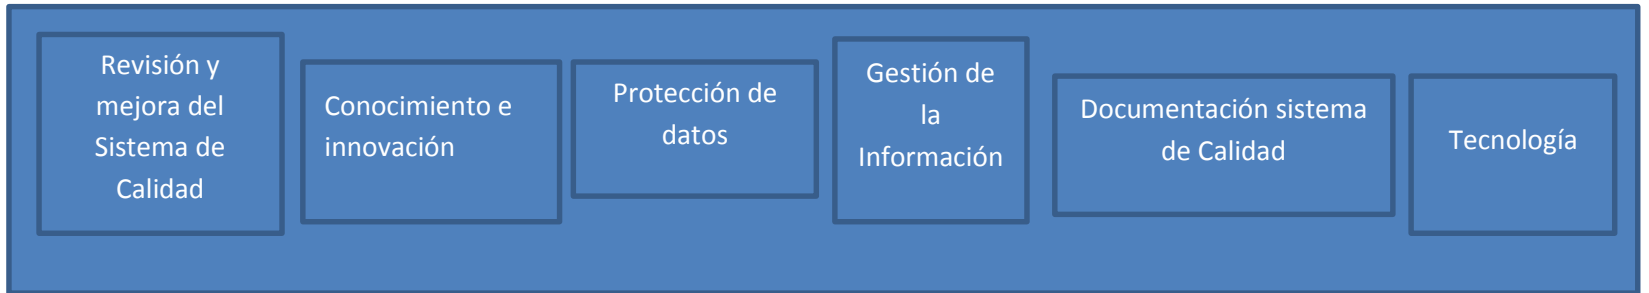 Revisión y
mejora del
Sistema de
Calidad
Conocimiento e
innovación
Protección de
datos
Gestión de
la
Información
Documentación sistema
de Calidad
Tecnología